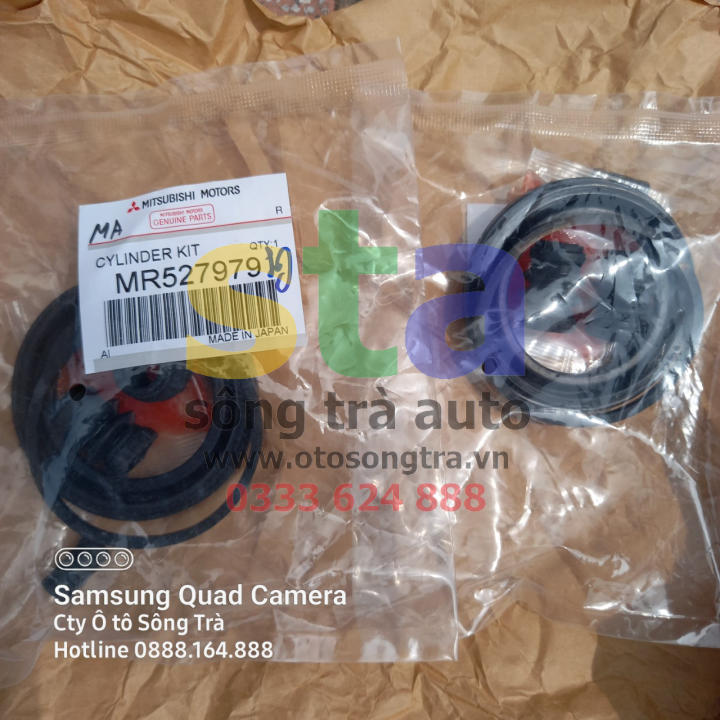 MITSUBISHI MOTORS
MITSUBISHI MOTORS
GENUINE PARTS
R
MA
CYLINDER KIT
QTY:1
MR527979
MADE IN JAPAN
AI
sta
sông trà auto
www.otosongtra.vn
0333 624 888
Samsung Quad Camera
Cty Ô tô Sông Trà
Hotline 0888.164.888